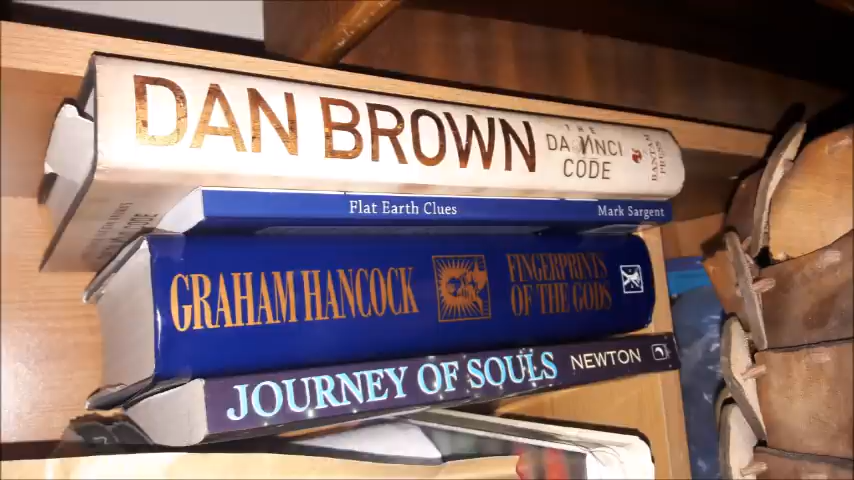 DAN BROWN
THE
DA VINCI
CODE
BANTAM
PRESS
Flat Earth Clues
Mark Sargent
GRAHAM HANCOCK
FINGERPRINTS
OF THE GODS
JOURNEY OF SOULS
NEWTON